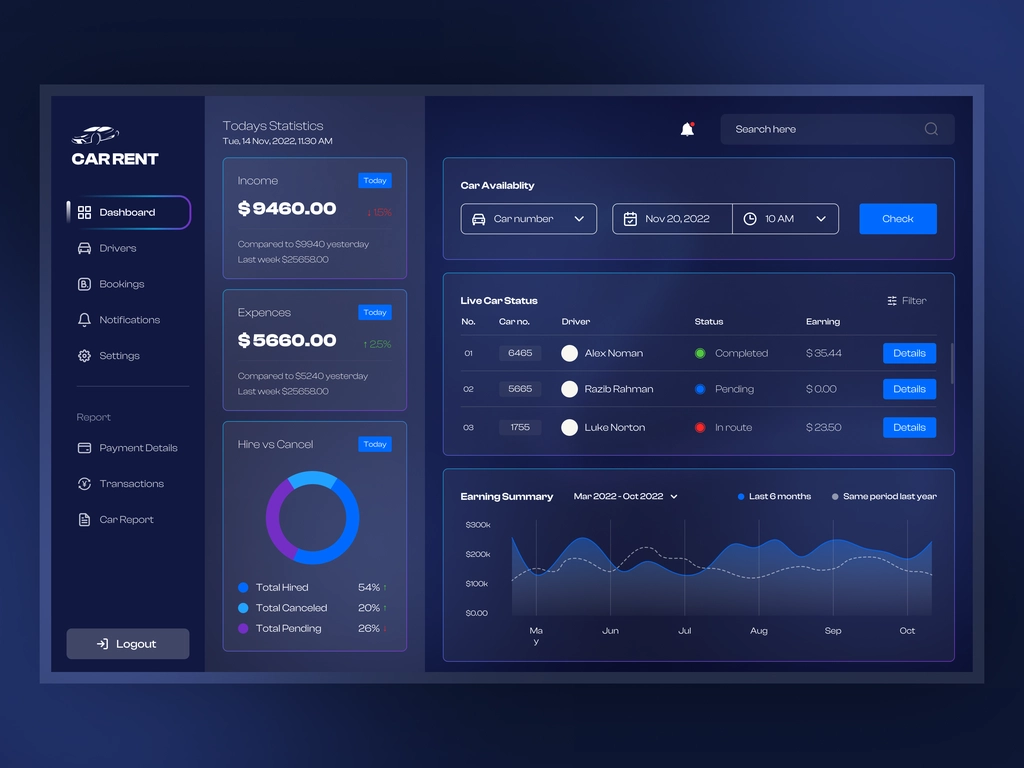 CAR RENT
Dashboard
Drivers
Bookings
Notifications
Settings
Report
Payment Details
Transactions
Car Report
Logout
Todays Statistics
Tue, 14 Nov, 2022, 11.30 AM
Income
Today
$ 9460.00
↓ 1.5%
Compared to $9940 yesterday
Last week $25658.00
Expences
Today
$ 5660.00
↑ 2.5%
Compared to $5240 yesterday
Last week $25658.00
Hire vs Cancel
Today
Total Hired 54% ↑
Total Canceled 20% ↑
Total Pending 26% ↓
Search here
Car Availablity
Car number
Nov 20, 2022
10 AM
Check
Live Car Status
Filter
No. Car no. Driver Status Earning
01 6465 Alex Noman Completed $ 35.44 Details
02 5665 Razib Rahman Pending $ 0.00 Details
03 1755 Luke Norton In route $ 23.50 Details
Earning Summary
Mar 2022 - Oct 2022
Last 6 months
Same period last year
$300k
$200k
$100k
$0.00
Ma
y
Jun
Jul
Aug
Sep
Oct